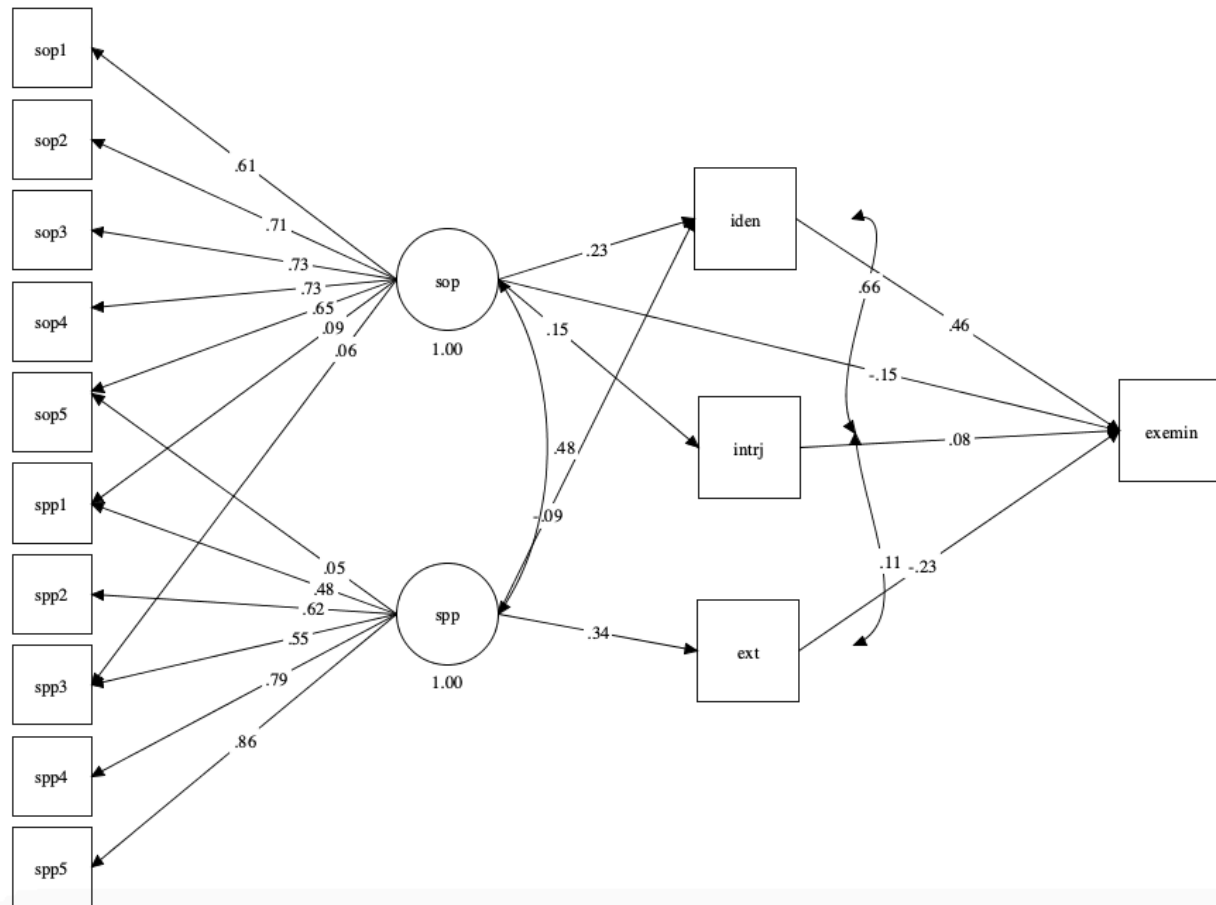 sop1
sop2
sop3
sop4
sop5
spp1
spp2
spp3
spp4
spp5
.61
.71
.73
.73
.65
.09
.06
.05
.48
.62
.55
.79
.86
sop
1.00
spp
1.00
.23
.15
.48
-.09
.34
iden
intrj
ext
.66
.46
-.15
.08
.11
-.23
exemin